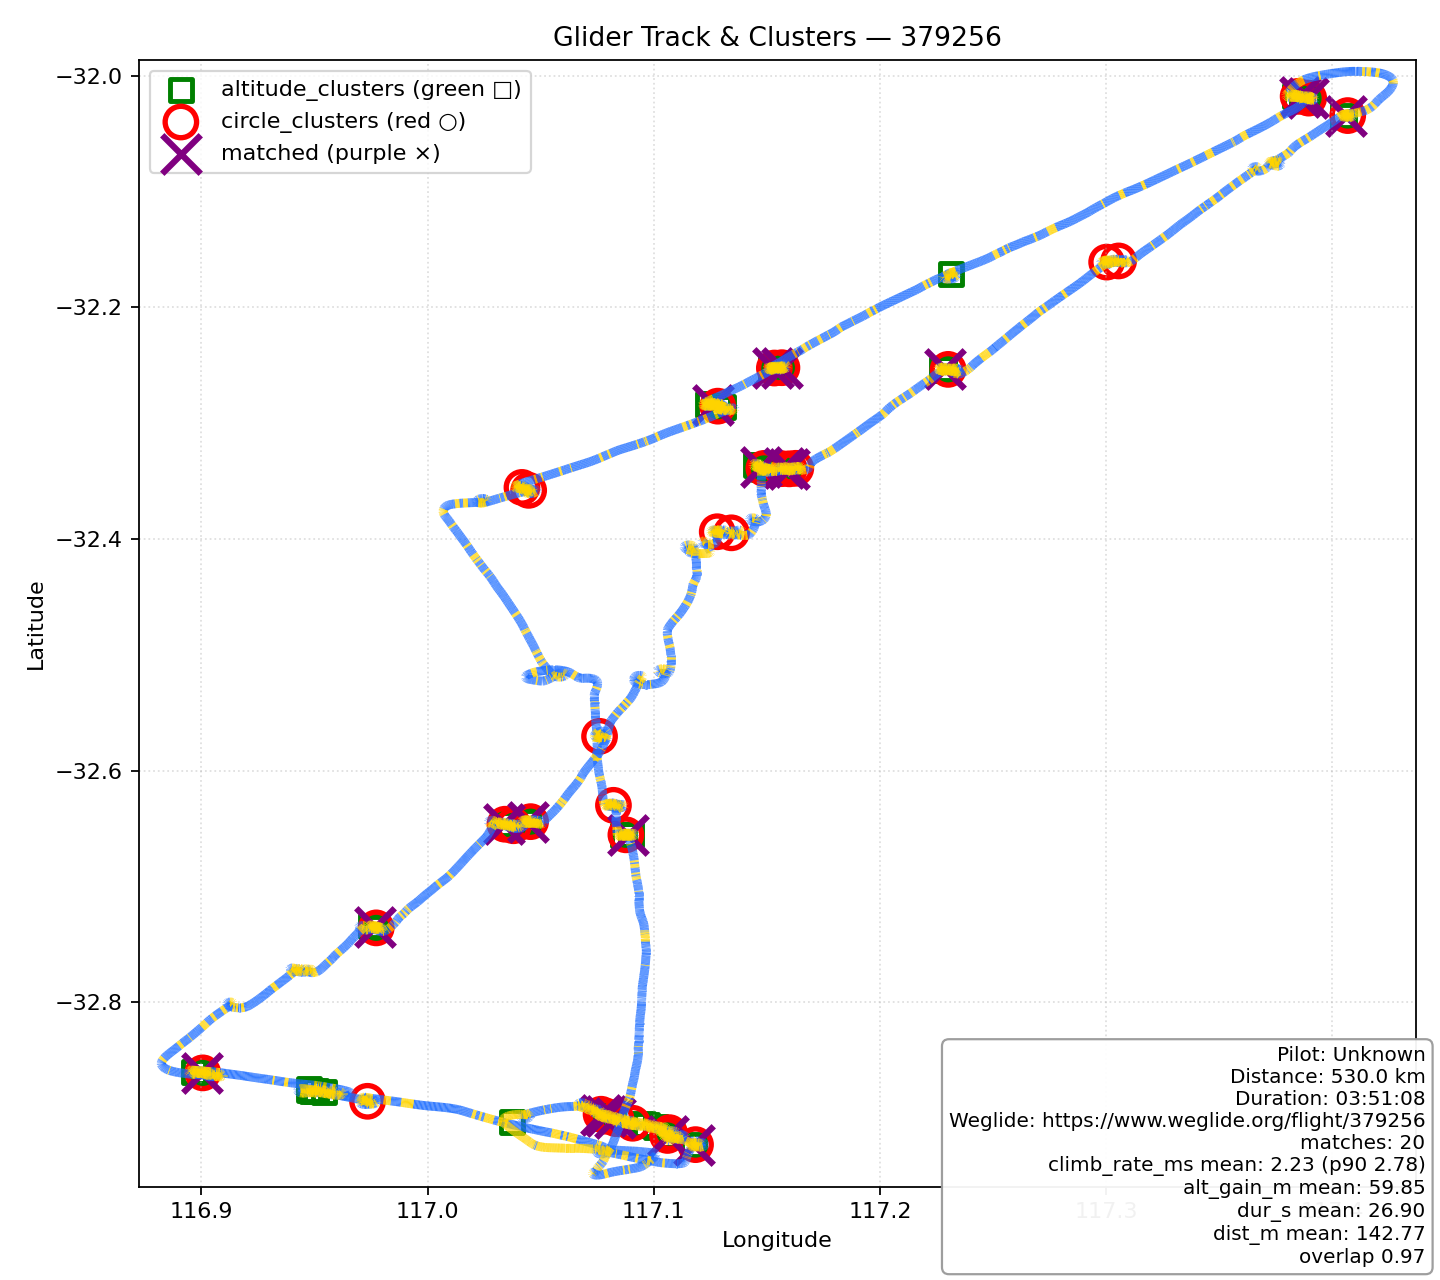 Glider Track & Clusters — 379256
altitude_clusters (green □)
circle_clusters (red ○)
matched (purple ×)
−32.0
−32.2
−32.4
−32.6
−32.8
Latitude
116.9
117.0
117.1
117.2
117.3
Longitude
Pilot: Unknown
Distance: 530.0 km
Duration: 03:51:08
Weglide: https://www.weglide.org/flight/379256
matches: 20
climb_rate_ms mean: 2.23 (p90 2.78)
alt_gain_m mean: 59.85
dur_s mean: 26.90
dist_m mean: 142.77
overlap 0.97